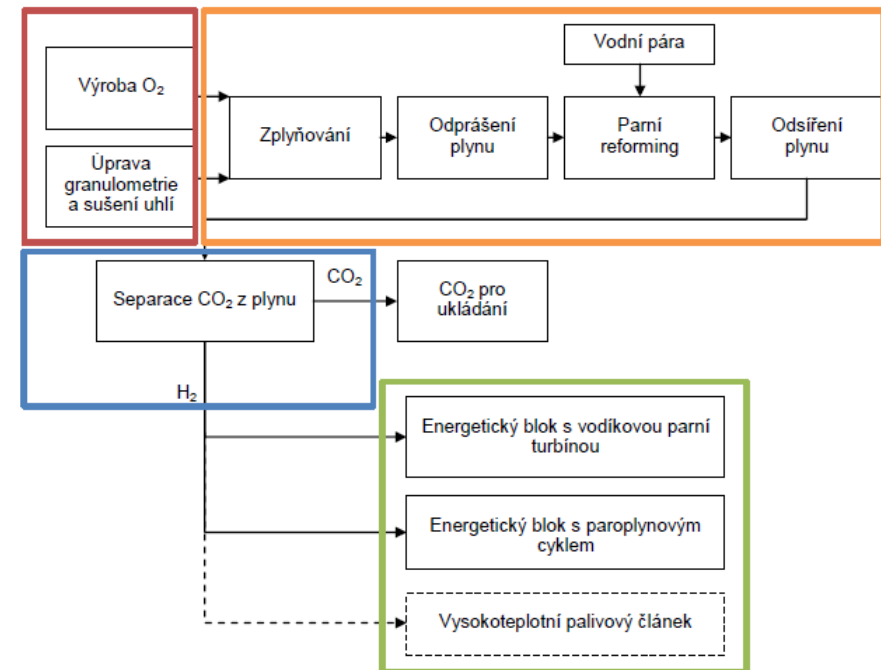 Výroba O₂
Úprava
granulometrie
a sušení uhlí
Vodní pára
Zplyňování
Odprášení
plynu
Parní
reforming
Odsíření
plynu
Separace CO₂ z plynu
CO₂
CO₂ pro
ukládání
H₂
Energetický blok s vodíkovou parní
turbínou
Energetický blok s paroplynovým
cyklem
Vysokoteplotní palivový článek